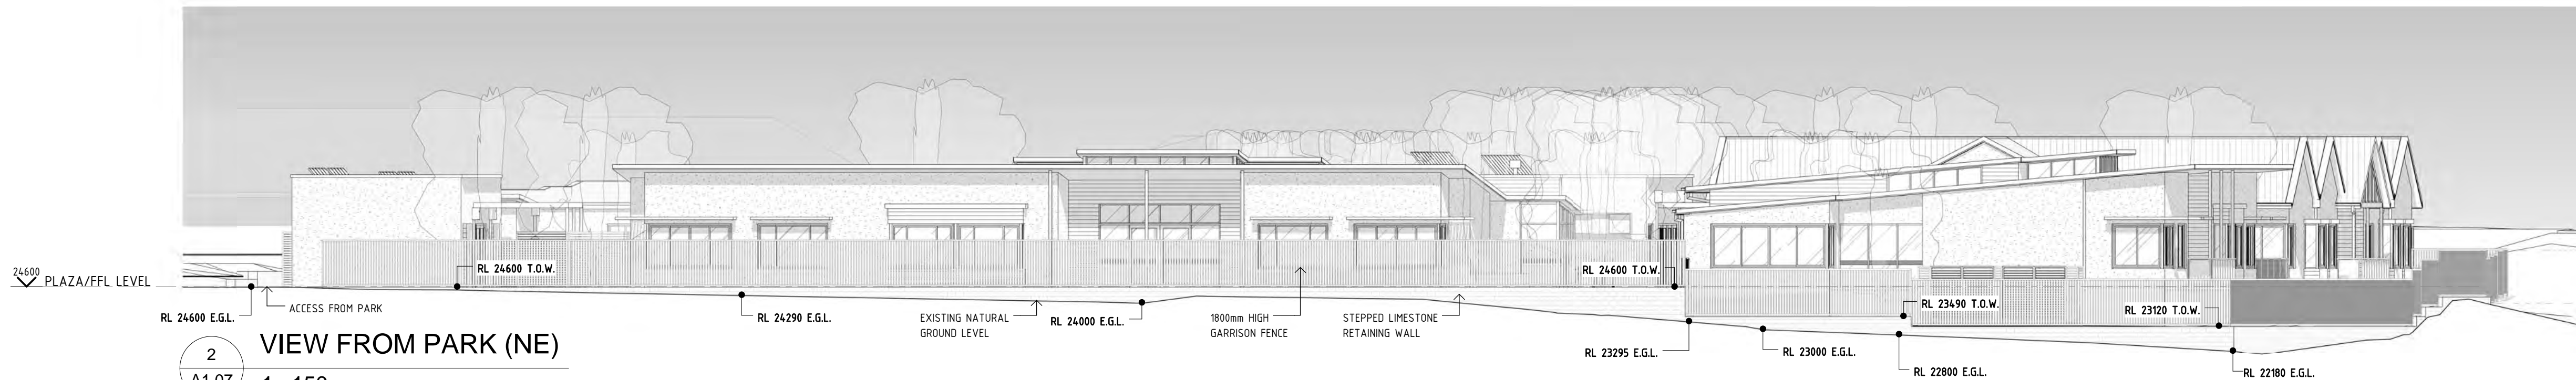 24600
PLAZA/FFL LEVEL
RL 24600 E.G.L.
ACCESS FROM PARK
RL 24600 T.O.W.
RL 24290 E.G.L.
EXISTING NATURAL
GROUND LEVEL
RL 24000 E.G.L.
1800mm HIGH
GARRISON FENCE
STEPPED LIMESTONE
RETAINING WALL
RL 24600 T.O.W.
RL 23295 E.G.L.
RL 23000 E.G.L.
RL 23490 T.O.W.
RL 22800 E.G.L.
RL 23120 T.O.W.
RL 22180 E.G.L.
2
A1.07
VIEW FROM PARK (NE)